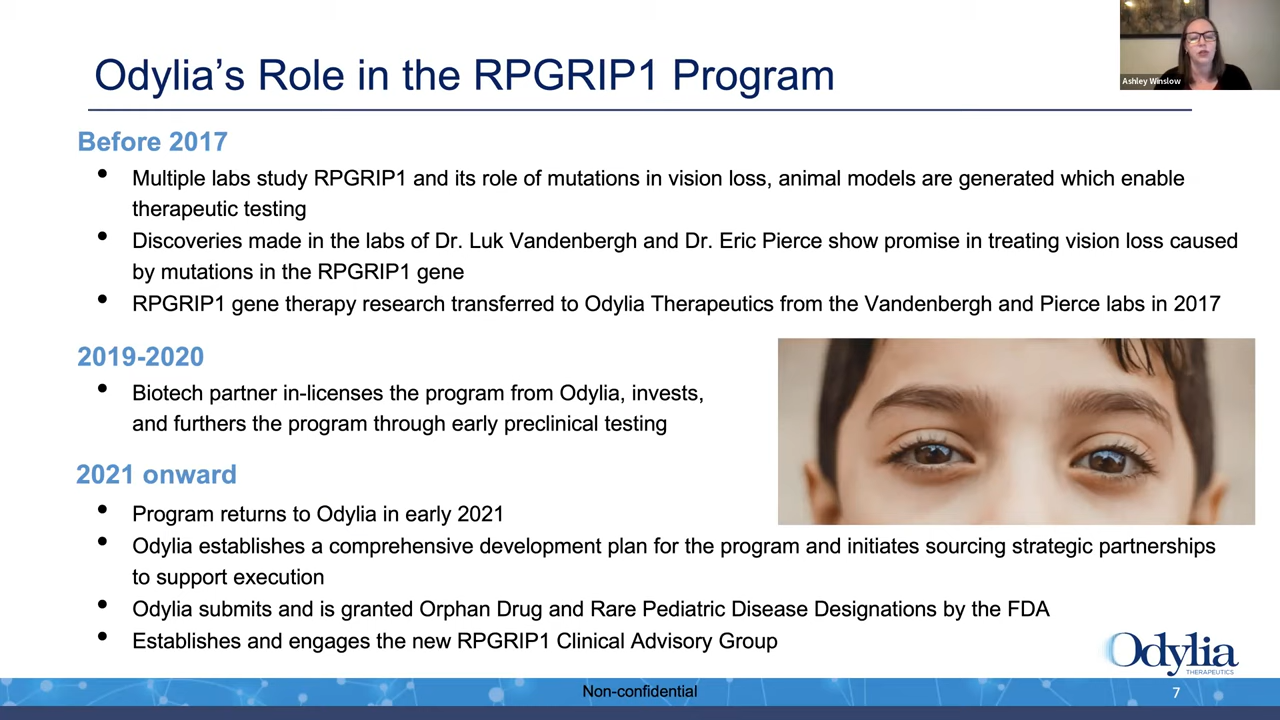 Odylia's Role in the RPGRIP1 Program
Ashley Winslow
Before 2017
• Multiple labs study RPGRIP1 and its role of mutations in vision loss, animal models are generated which enable
therapeutic testing
• Discoveries made in the labs of Dr. Luk Vandenbergh and Dr. Eric Pierce show promise in treating vision loss caused
by mutations in the RPGRIP1 gene
• RPGRIP1 gene therapy research transferred to Odylia Therapeutics from the Vandenbergh and Pierce labs in 2017
2019-2020
• Biotech partner in-licenses the program from Odylia, invests,
and furthers the program through early preclinical testing
2021 onward
• Program returns to Odylia in early 2021
• Odylia establishes a comprehensive development plan for the program and initiates sourcing strategic partnerships
to support execution
• Odylia submits and is granted Orphan Drug and Rare Pediatric Disease Designations by the FDA
• Establishes and engages the new RPGRIP1 Clinical Advisory Group
Odylia
THERAPEUTICS
Non-confidential
7